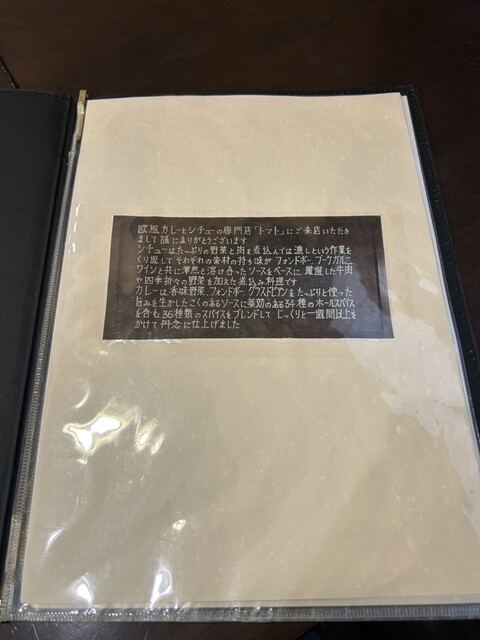 欧風カレーとシチューの専門店「トマト」にご来店いただき
まして誠にありがとうございます
シチューはたっぷりの野菜と肉を煮込んでは漉しという作業を
くり返して それぞれの素材の持ち味が フォンドボー、ブーケガルニ
ワインと共に渾然と溶け合ったソースをベースに、厳選した牛肉
や四季折々の野菜を加えた煮込み料理です
カレーは香味野菜、フォンドボー、グラスドビアンをたっぷりと使った
旨みを生かしたこくのあるソースに薬効のある34種のホールスパイス
を含む36種類のスパイスをブレンドして じっくりと一週間以上を
かけて丹念に仕上げました